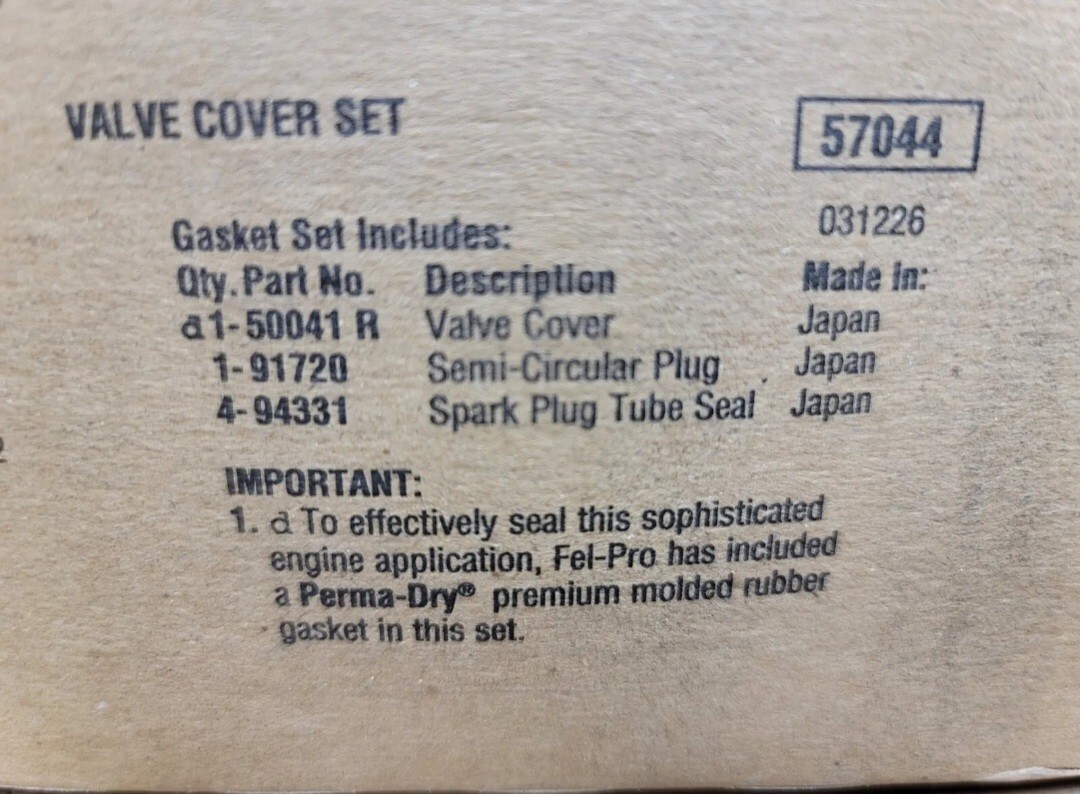 VALVE COVER SET
57044
031226
Gasket Set Includes:
Qty. Part No. Description Made in:
a1-50041 R Valve Cover Japan
1-91720 Semi-Circular Plug Japan
4-94331 Spark Plug Tube Seal Japan
IMPORTANT:
1. a To effectively seal this sophisticated
engine application, Fel-Pro has included
a Perma-Dry® premium molded rubber
gasket in this set.